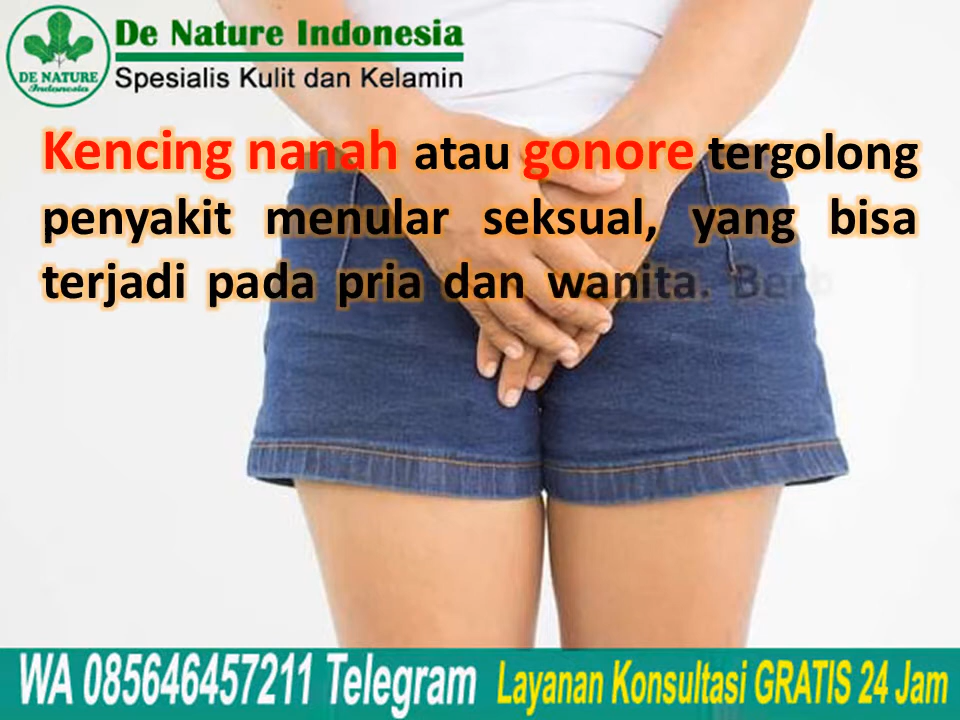 De Nature Indonesia
Spesialis Kulit dan Kelamin
DE NATURE
Indonesia
Kencing nanah atau gonore tergolong
penyakit menular seksual, yang bisa
terjadi pada pria dan wanita.
WA 085646457211 Telegram Layanan Konsultasi GRATIS 24 Jam